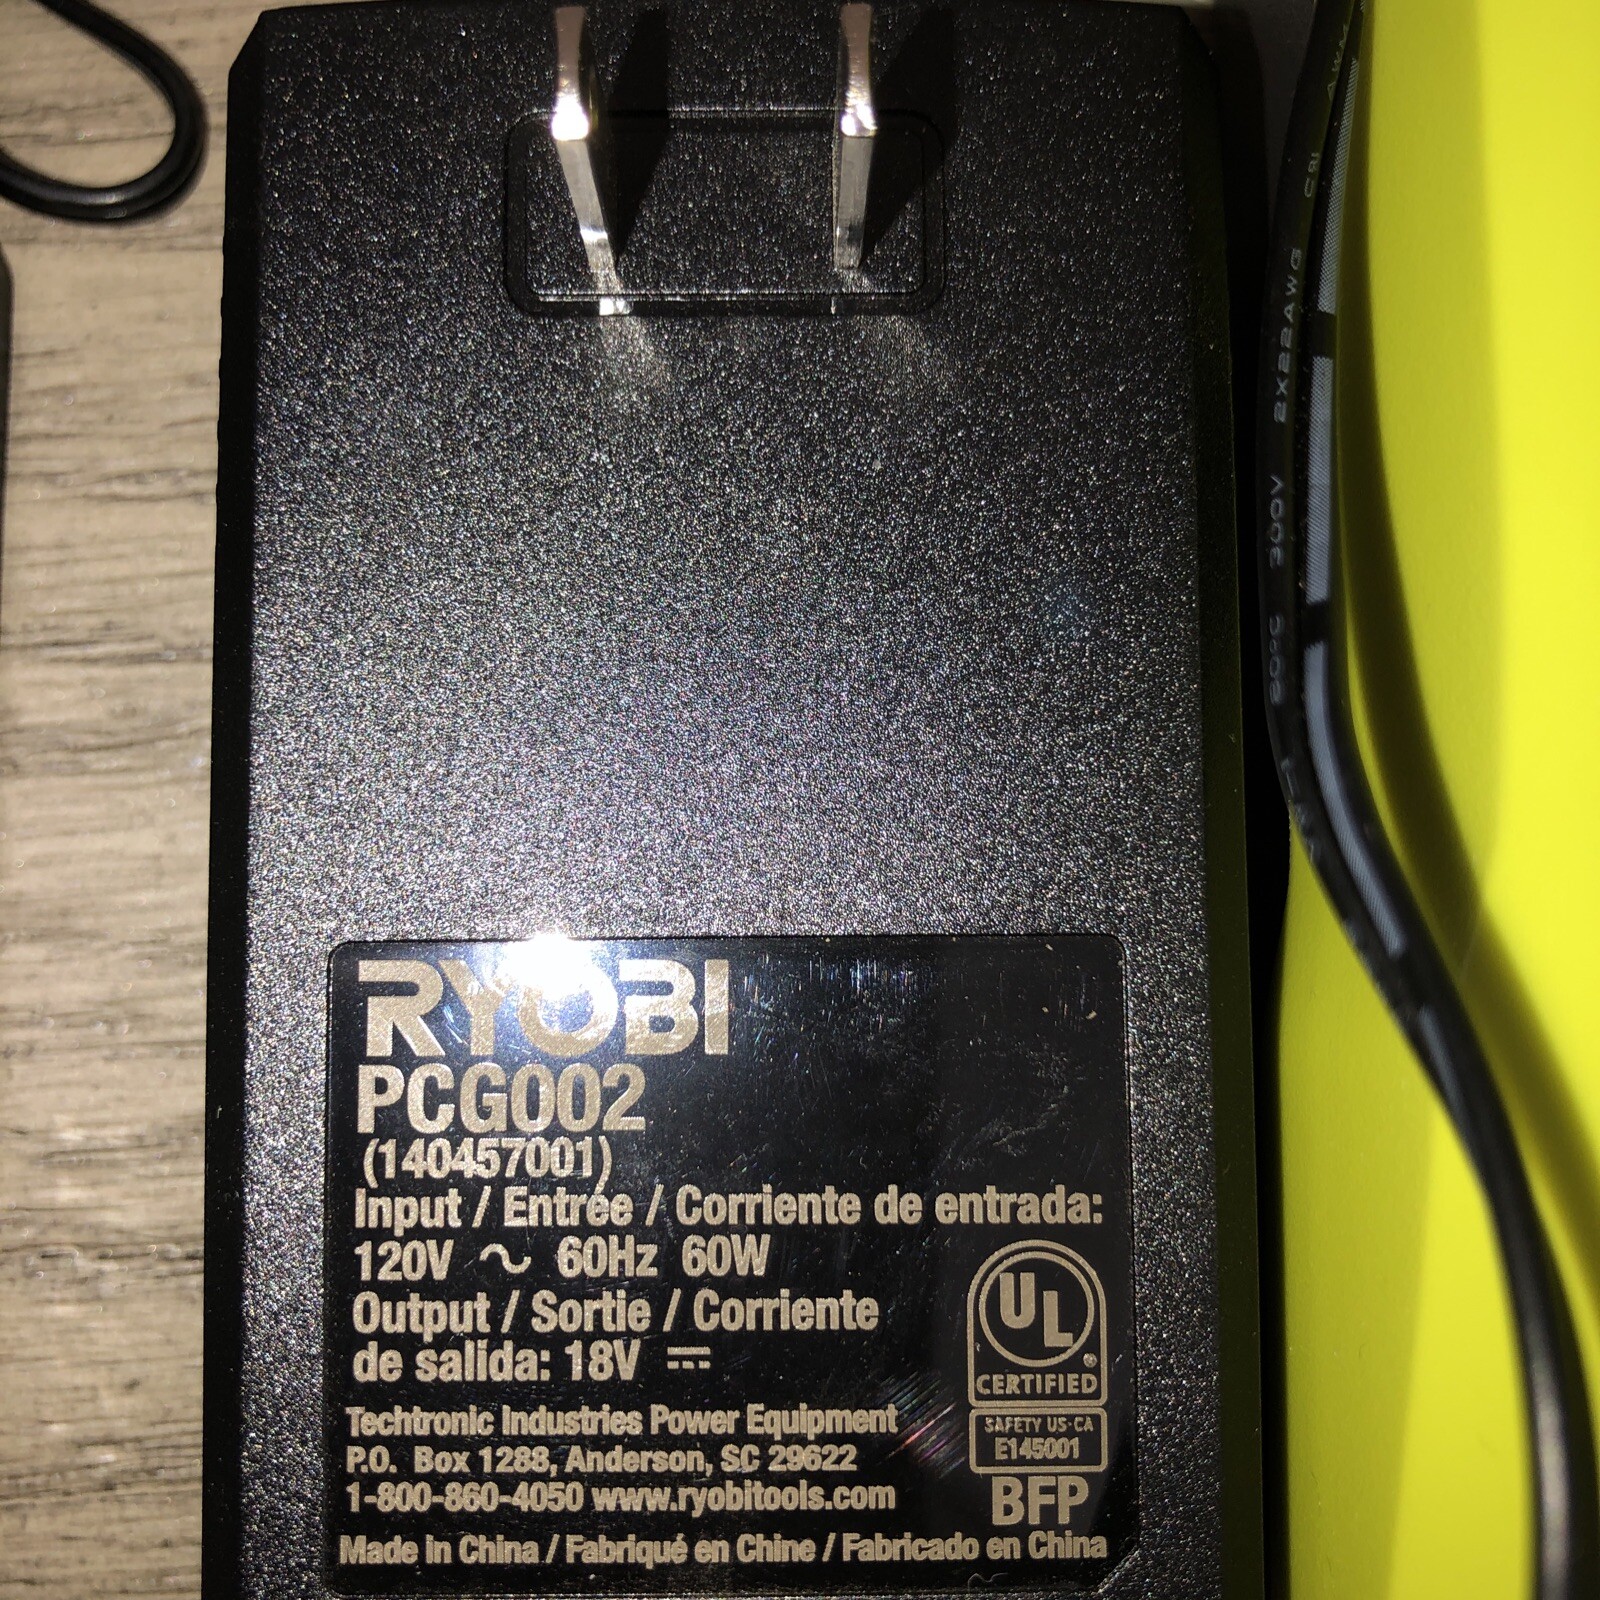 RYOBI
PCG002
(140457001)
Input / Entrée / Corriente de entrada:
120V ~ 60Hz 60W
Output / Sortie / Corriente
de salida: 18V ⎓
Techtronic Industries Power Equipment
P.O. Box 1288, Anderson, SC 29622
1-800-860-4050 www.ryobitools.com
Made in China / Fabriqué en Chine / Fabricado en China
UL
®
CERTIFIED
SAFETY US-CA
E145001
BFP
300V 2X22AWG CSL AWM